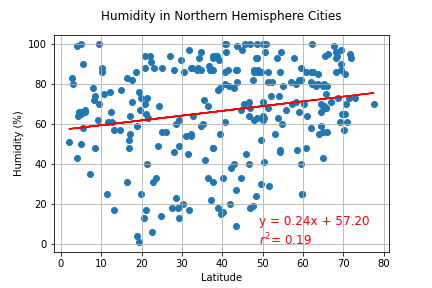 Humidity in Northern Hemisphere Cities
100
80
60
40
20
0
Humidity (%)
y = 0.24x + 57.20
r²= 0.19
0 10 20 30 40 50 60 70 80
Latitude